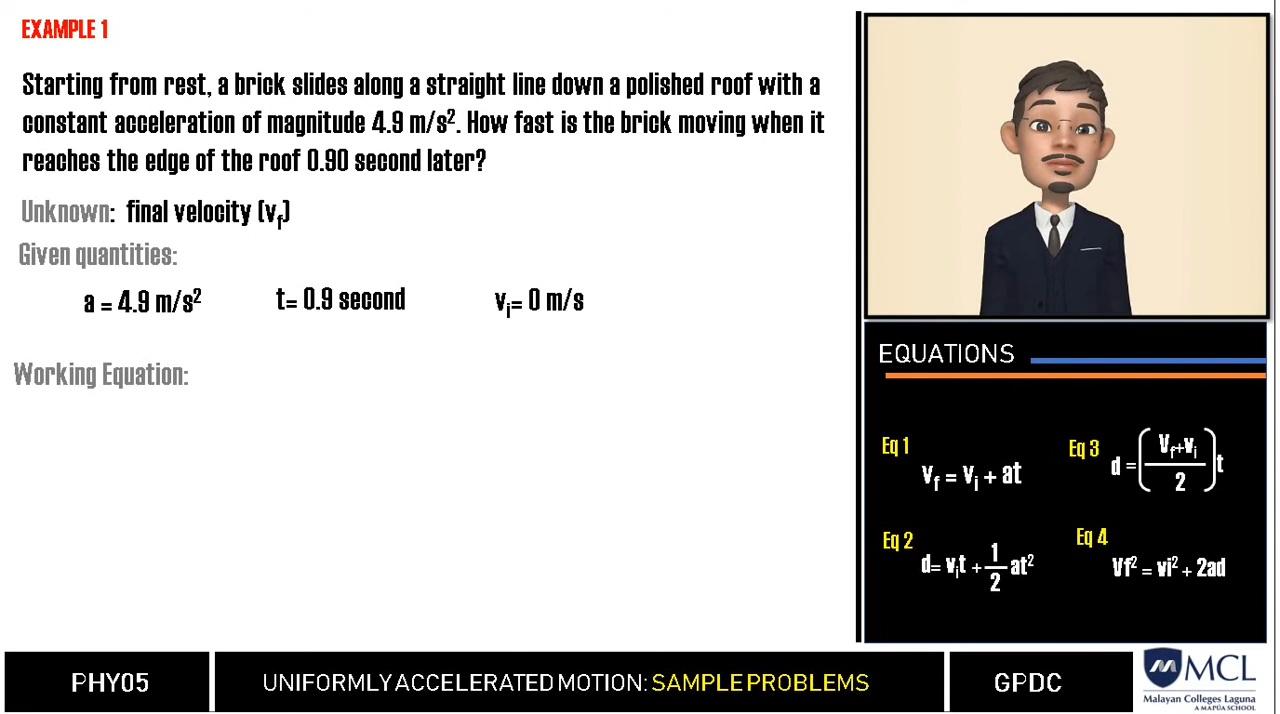 EXAMPLE 1
Starting from rest, a brick slides along a straight line down a polished roof with a
constant acceleration of magnitude 4.9 m/s². How fast is the brick moving when it
reaches the edge of the roof 0.90 second later?
Unknown: final velocity (vf)
Given quantities:
a = 4.9 m/s² t= 0.9 second vi= 0 m/s
Working Equation:
EQUATIONS
Eq 1
Vf = vi + at
Eq 3
d = (Vf+vi / 2) t
Eq 2
d= vit + 1/2 at²
Eq 4
Vf² = vi² + 2ad
PHY05
UNIFORMLY ACCELERATED MOTION: SAMPLE PROBLEMS
GPDC
MCL
Malayan Colleges Laguna
A MAPÚA SCHOOL